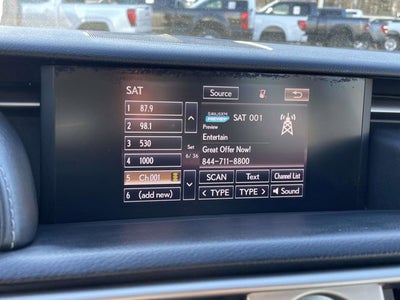 SAT
Source
1 87.9
2 98.1
3 530
4 1000
5 Ch 001
6 (add new)
Set
6/36
SAT 001
Preview
Entertain
Great Offer Now!
844-711-8800
SCAN Text Channel List
< TYPE TYPE > Sound